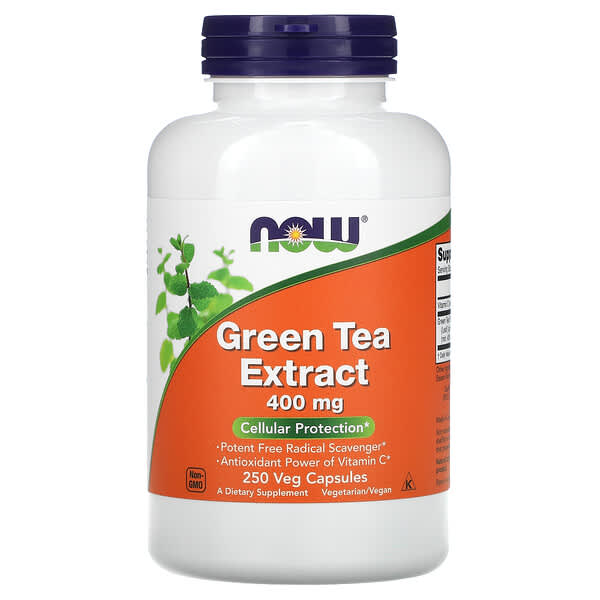 NOW®
Green Tea
Extract
400 mg
Cellular Protection*
• Potent Free Radical Scavenger*
• Antioxidant Power of Vitamin C*
250 Veg Capsules
Non-
GMO
A Dietary Supplement Vegetarian/Vegan
K